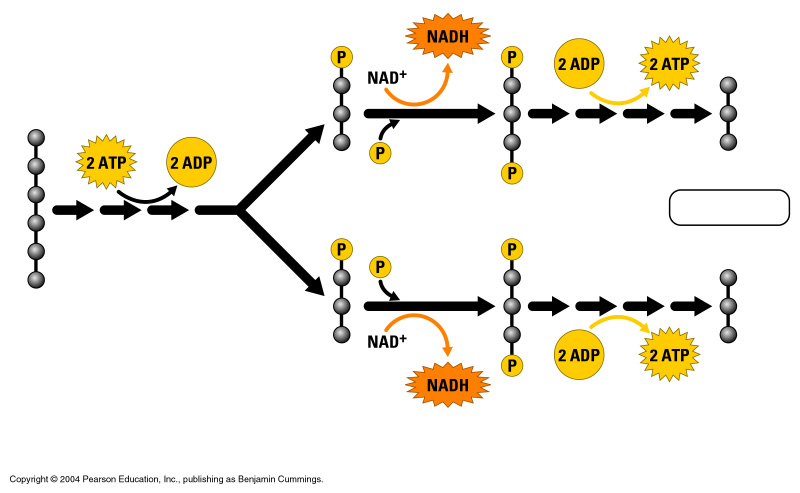 NADH
P
P
NAD+
2 ADP
2 ATP
P
2 ATP
2 ADP
P
P
P
P
P
NAD+
2 ADP
2 ATP
P
NADH
Copyright © 2004 Pearson Education, Inc., publishing as Benjamin Cummings.